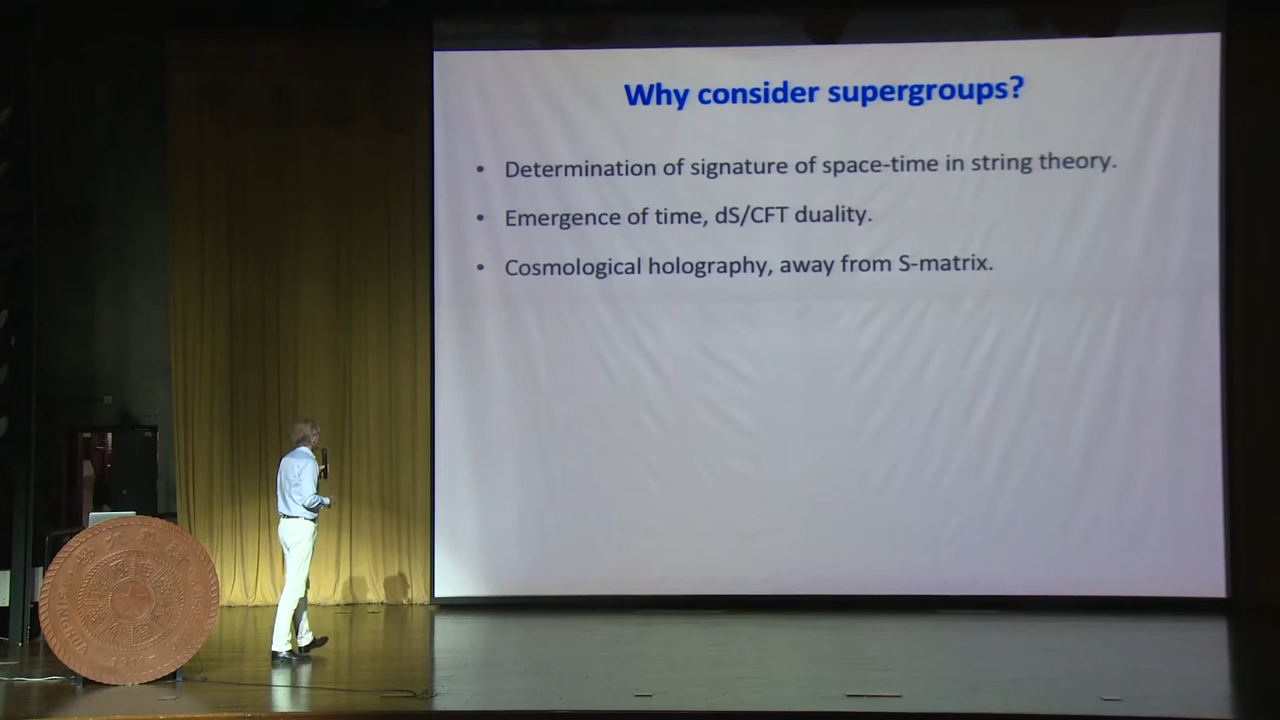 Why consider supergroups?
• Determination of signature of space-time in string theory.
• Emergence of time, dS/CFT duality.
• Cosmological holography, away from S-matrix.
1911